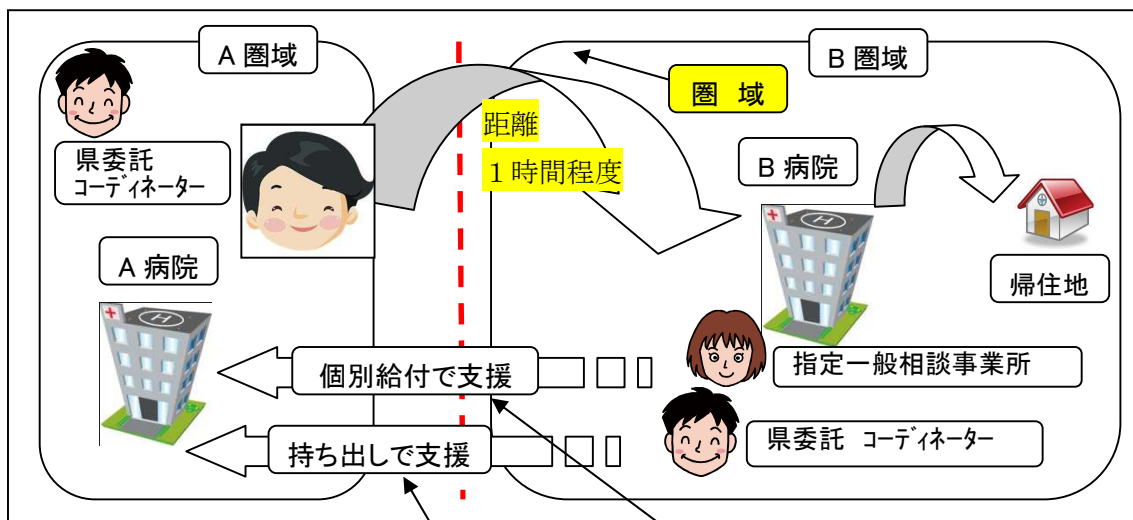 A 圏域
B 圏域
圏 域
県委託
ｺｰﾃﾞｨﾈｰﾀｰ
距離
１時間程度
A 病院
B 病院
H
H
帰住地
個別給付で支援
指定一般相談事業所
持ち出しで支援
県委託 ｺｰﾃﾞｨﾈｰﾀｰ